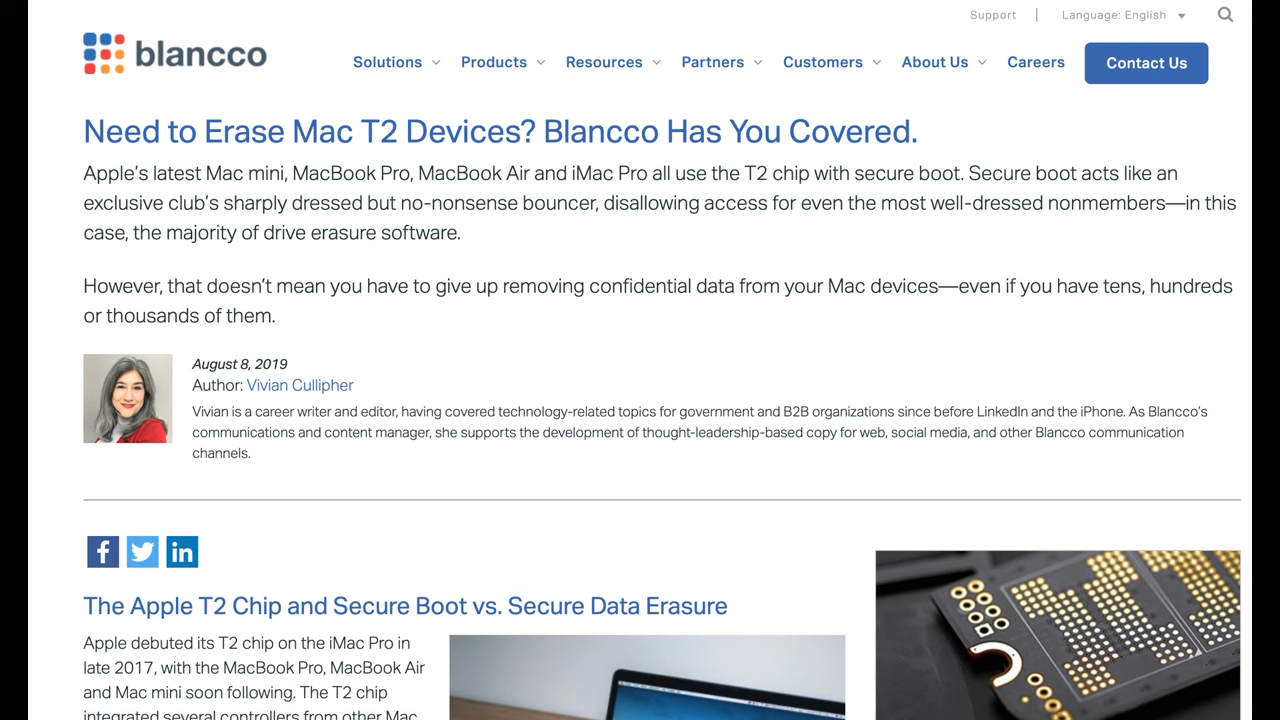 Support | Language: English
blancco
Solutions Products Resources Partners Customers About Us Careers Contact Us
Need to Erase Mac T2 Devices? Blancco Has You Covered.
Apple’s latest Mac mini, MacBook Pro, MacBook Air and iMac Pro all use the T2 chip with secure boot. Secure boot acts like an
exclusive club’s sharply dressed but no-nonsense bouncer, disallowing access for even the most well-dressed nonmembers—in this
case, the majority of drive erasure software.
However, that doesn’t mean you have to give up removing confidential data from your Mac devices—even if you have tens, hundreds
or thousands of them.
August 8, 2019
Author: Vivian Cullipher
Vivian is a career writer and editor, having covered technology-related topics for government and B2B organizations since before LinkedIn and the iPhone. As Blancco’s
communications and content manager, she supports the development of thought-leadership-based copy for web, social media, and other Blancco communication
channels.
The Apple T2 Chip and Secure Boot vs. Secure Data Erasure
Apple debuted its T2 chip on the iMac Pro in
late 2017, with the MacBook Pro, MacBook Air
and Mac mini soon following. The T2 chip
integrated several controllers from other Mac